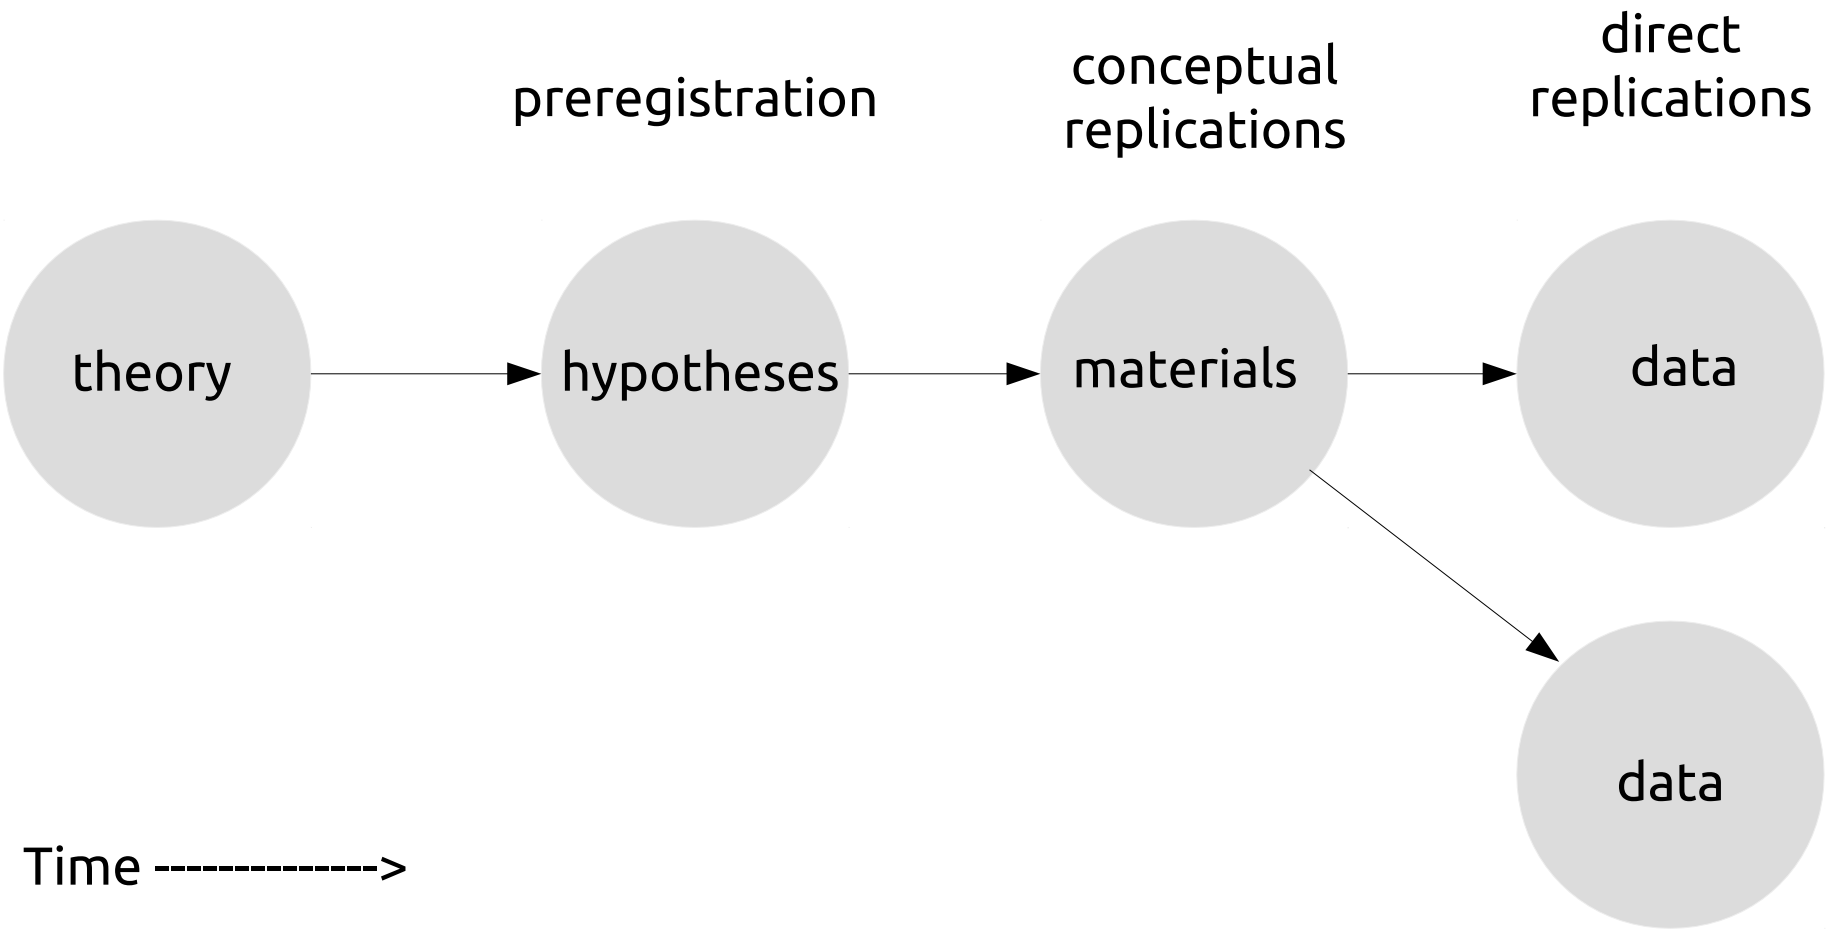 preregistration
conceptual
replications
direct
replications
theory
hypotheses
materials
data
data
Time -------------->